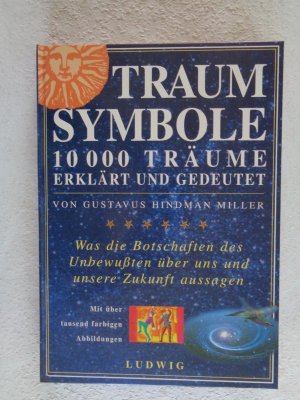 TRAUM
SYMBOLE
10 000 TRÄUME
ERKLÄRT UND GEDEUTET
VON GUSTAVUS HINDMAN MILLER
Was die Botschaften des
Unbewußten über uns und
unsere Zukunft aussagen
Mit über
tausend farbigen
Abbildungen
LUDWIG